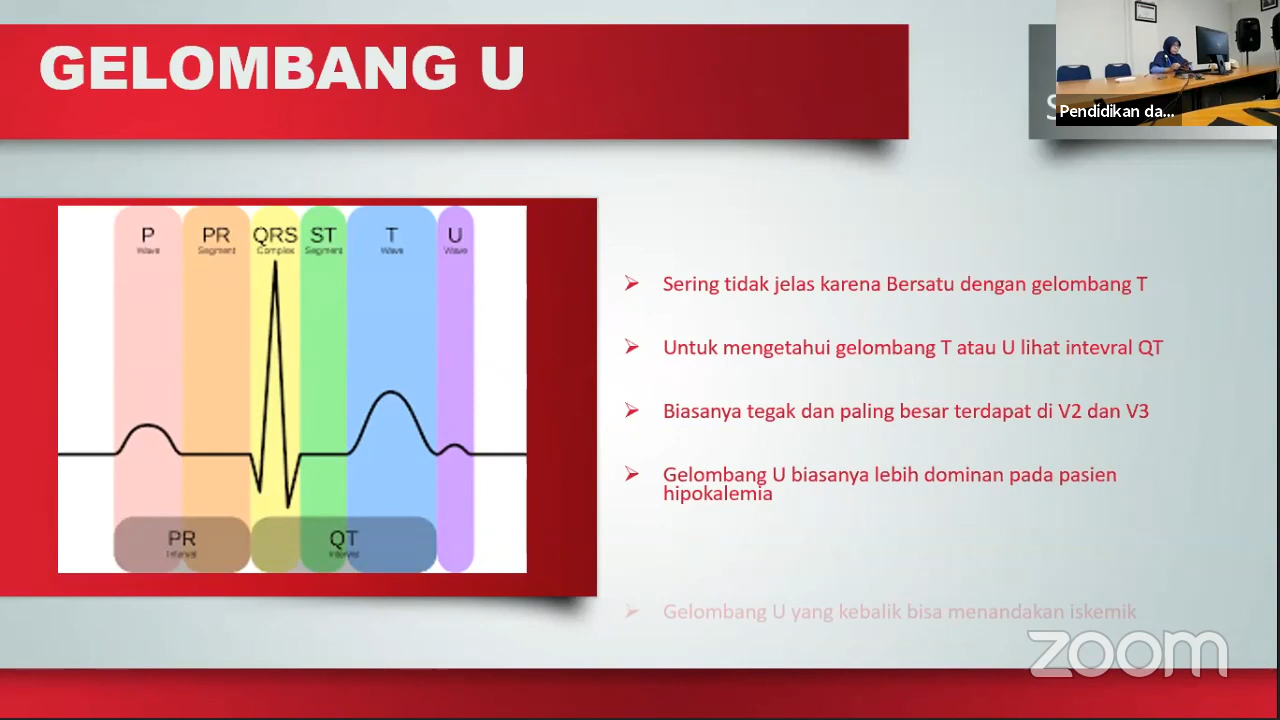 GELOMBANG U
S
Pendidikan da...
P
Wave
PR
Segment
QRS
Complex
ST
Segment
T
Wave
U
Wave
PR
Interval
QT
Interval
Sering tidak jelas karena Bersatu dengan gelombang T
Untuk mengetahui gelombang T atau U lihat intevral QT
Biasanya tegak dan paling besar terdapat di V2 dan V3
Gelombang U biasanya lebih dominan pada pasien
hipokalemia
Gelombang U yang kebalik bisa menandakan iskemik
zoom